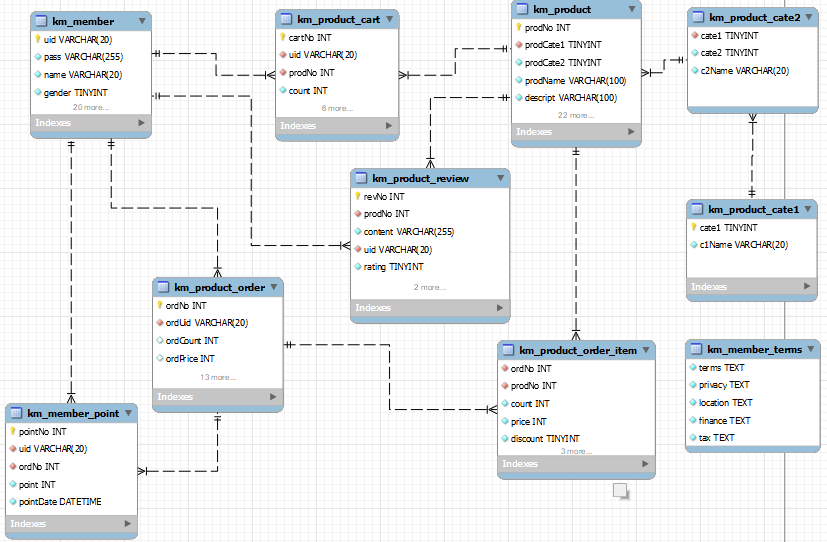 km_member
uid VARCHAR(20)
pass VARCHAR(255)
name VARCHAR(20)
gender TINYINT
20 more...
Indexes
km_product_cart
cartNo INT
uid VARCHAR(20)
prodNo INT
count INT
6 more...
Indexes
km_product
prodNo INT
prodCate1 TINYINT
prodCate2 TINYINT
prodName VARCHAR(100)
descript VARCHAR(100)
22 more...
Indexes
km_product_cate2
cate1 TINYINT
cate2 TINYINT
c2Name VARCHAR(20)
km_product_review
revNo INT
prodNo INT
content VARCHAR(255)
uid VARCHAR(20)
rating TINYINT
2 more...
Indexes
km_product_cate1
cate1 TINYINT
c1Name VARCHAR(20)
Indexes
km_product_order
ordNo INT
ordUid VARCHAR(20)
ordCount INT
ordPrice INT
13 more...
Indexes
km_product_order_item
ordNo INT
prodNo INT
count INT
price INT
discount TINYINT
3 more...
Indexes
km_member_terms
terms TEXT
privacy TEXT
location TEXT
finance TEXT
tax TEXT
km_member_point
pointNo INT
uid VARCHAR(20)
ordNo INT
point INT
pointDate DATETIME
Indexes